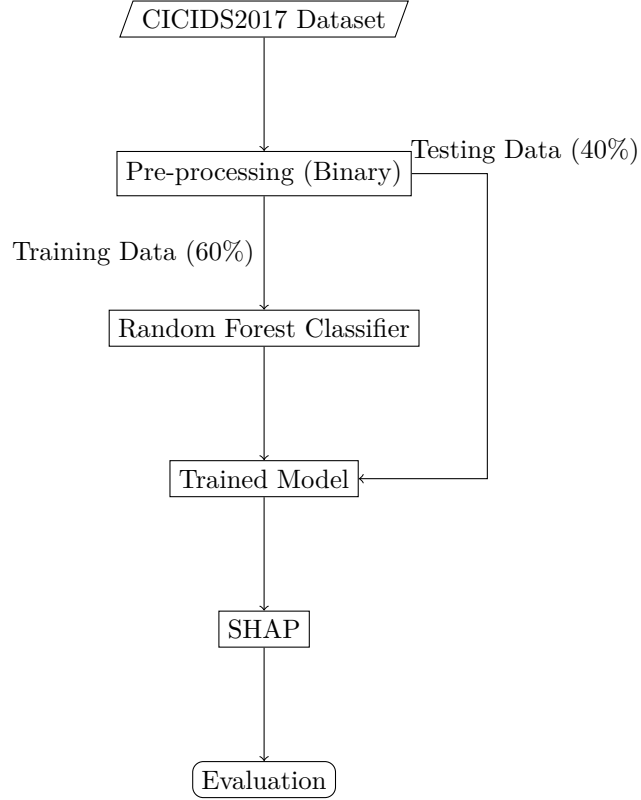 CICIDS2017 Dataset
Testing Data (40%)
Pre-processing (Binary)
Training Data (60%)
Random Forest Classifier
Trained Model
SHAP
Evaluation